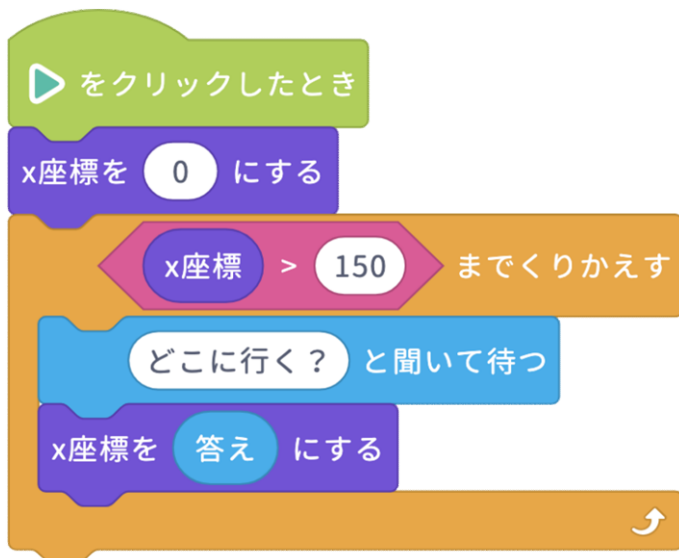 をクリックしたとき
x座標を 0 にする
x座標 > 150 までくりかえす
どこに行く？ と聞いて待つ
x座標を 答え にする